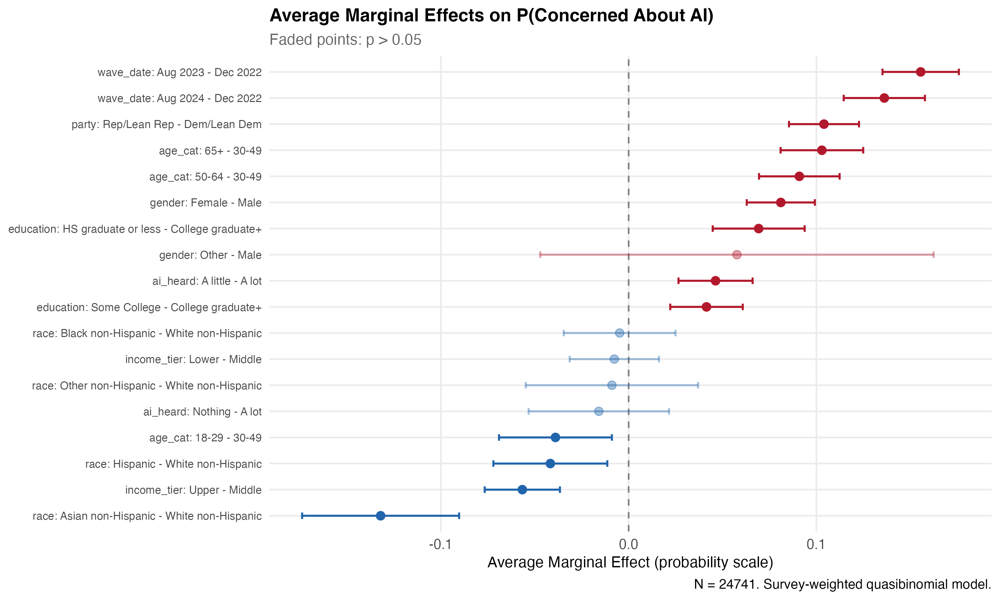 Average Marginal Effects on P(Concerned About AI)
Faded points: p > 0.05
wave_date: Aug 2023 - Dec 2022
wave_date: Aug 2024 - Dec 2022
party: Rep/Lean Rep - Dem/Lean Dem
age_cat: 65+ - 30-49
age_cat: 50-64 - 30-49
gender: Female - Male
education: HS graduate or less - College graduate+
gender: Other - Male
ai_heard: A little - A lot
education: Some College - College graduate+
race: Black non-Hispanic - White non-Hispanic
income_tier: Lower - Middle
race: Other non-Hispanic - White non-Hispanic
ai_heard: Nothing - A lot
age_cat: 18-29 - 30-49
race: Hispanic - White non-Hispanic
income_tier: Upper - Middle
race: Asian non-Hispanic - White non-Hispanic
-0.1 0.0 0.1
Average Marginal Effect (probability scale)
N = 24741. Survey-weighted quasibinomial model.